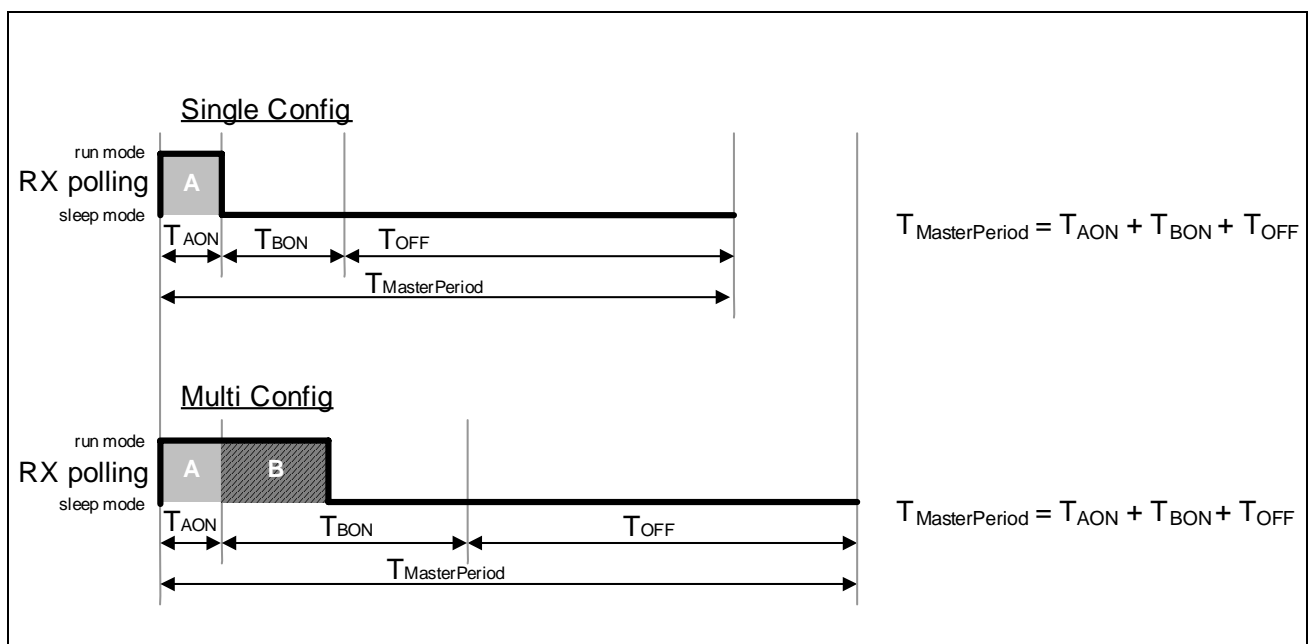 Single Config
run mode
RX polling
A
sleep mode
TAON
TBON
TOFF
TMasterPeriod
TMasterPeriod = TAON + TBON + TOFF
Multi Config
run mode
RX polling
A
B
sleep mode
TAON
TBON
TOFF
TMasterPeriod
TMasterPeriod = TAON + TBON + TOFF